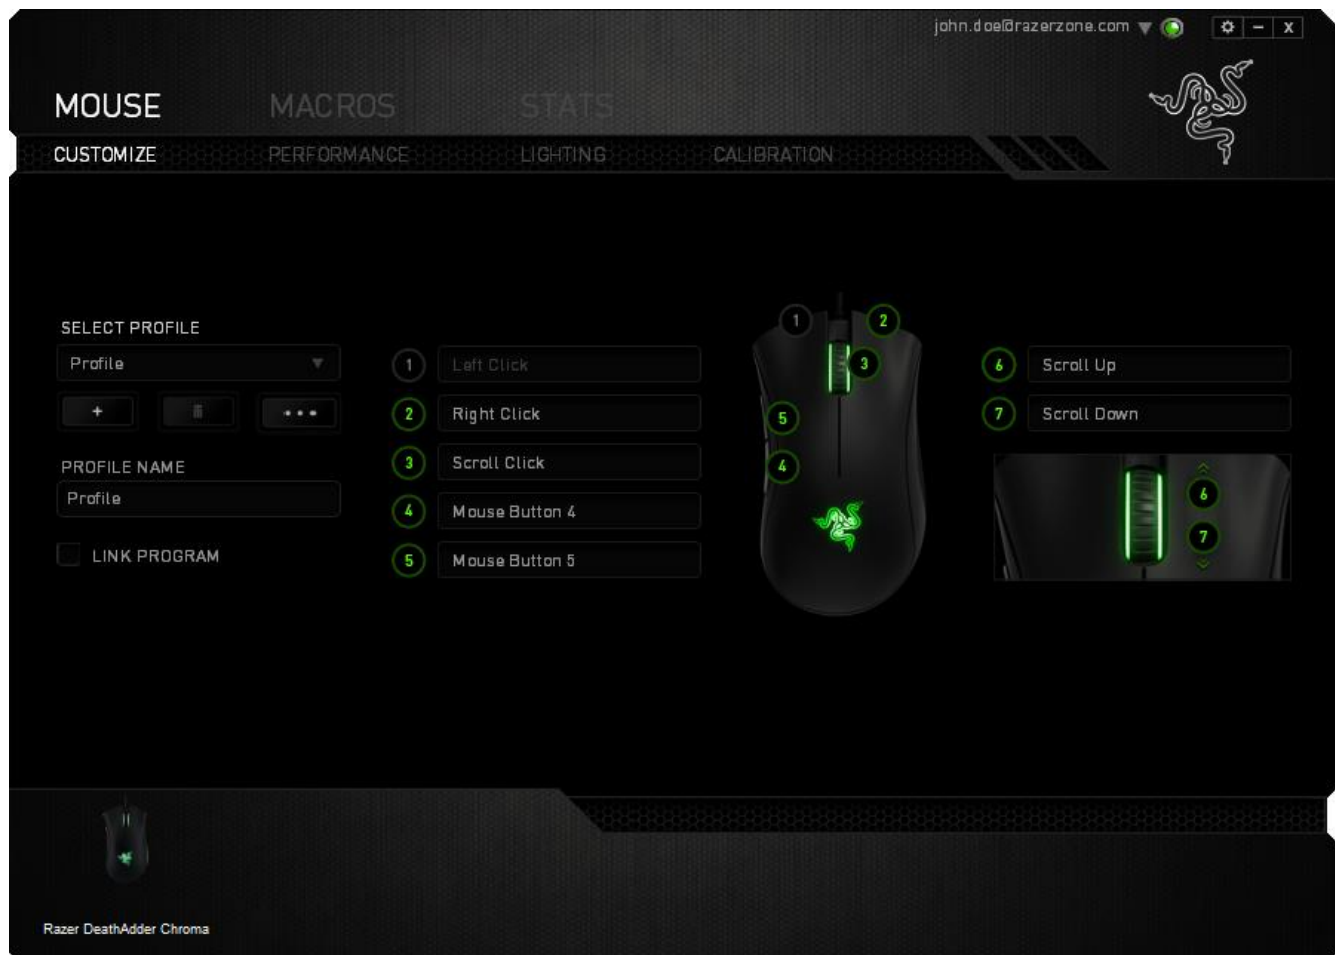 john.doe@razerzone.com
MOUSE MACROS STATS
CUSTOMIZE PERFORMANCE LIGHTING CALIBRATION
SELECT PROFILE
Profile
+
PROFILE NAME
Profile
LINK PROGRAM
1 Left Click
2 Right Click
3 Scroll Click
4 Mouse Button 4
5 Mouse Button 5
1
2
3
5
4
6 Scroll Up
7 Scroll Down
6
7
Razer DeathAdder Chroma